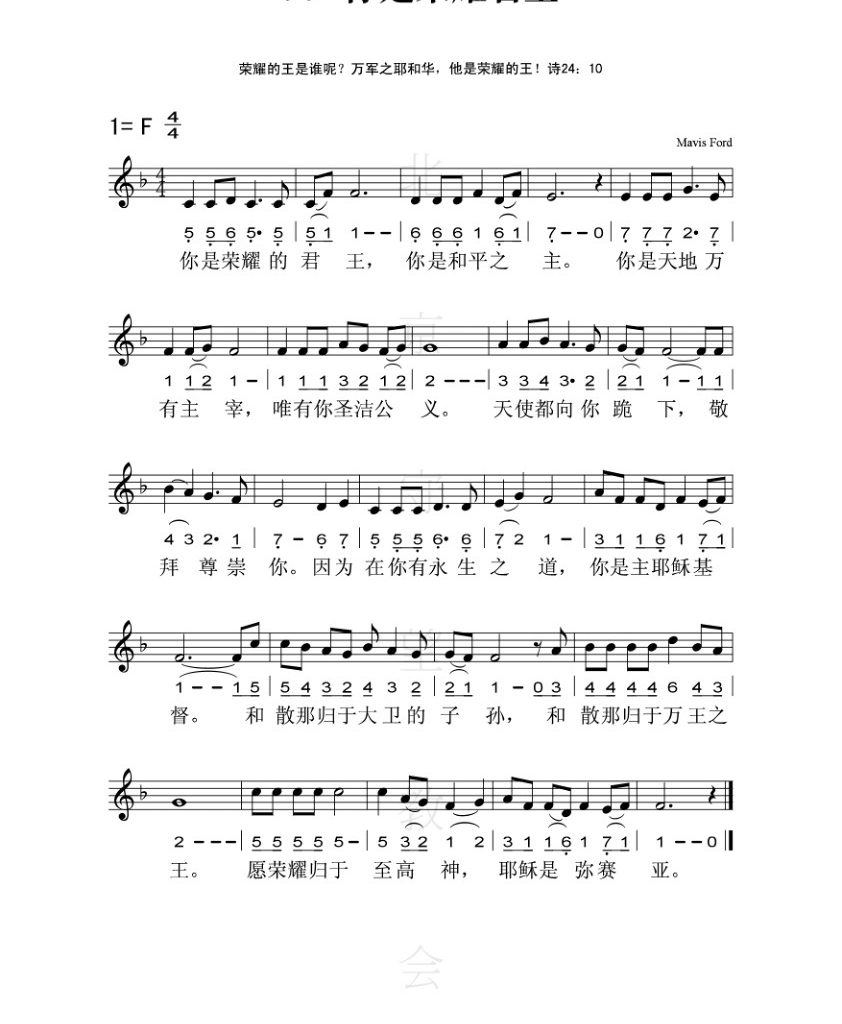 荣耀的王是谁呢？万军之耶和华，他是荣耀的王！诗24：10
1= F 4/4
Mavis Ford
5 5 6 5· 5 | 5 1 1 – – | 6 6 6 1 6 1 | 7 – – 0 | 7 7 7 2· 7 |
你是荣耀的君王，你是和平之主。你是天地万
1 1 2 1 – | 1 1 1 3 2 1 2 | 2 – – – | 3 3 4 3· 2 | 2 1 1 – 1 1 |
有主宰，唯有你圣洁公义。天使都向你跪下，敬
4 3 2· 1 | 7 – 6 7 | 5 5 5 6· 6 | 7 2 1 – | 3 1 1 6 1 7 1 |
拜尊崇你。因为在你有永生之道，你是主耶稣基
1 – – 1 5 | 5 4 3 2 4 3 2 | 2 1 1 – 0 3 | 4 4 4 4 6 4 3 |
督。和散那归于大卫的子孙，和散那归于万王之
2 – – – | 5 5 5 5 5 – | 5 3 2 1 2 | 3 1 1 6 1 7 1 | 1 – – 0 ‖
王。愿荣耀归于至高神，耶稣是弥赛亚。
会